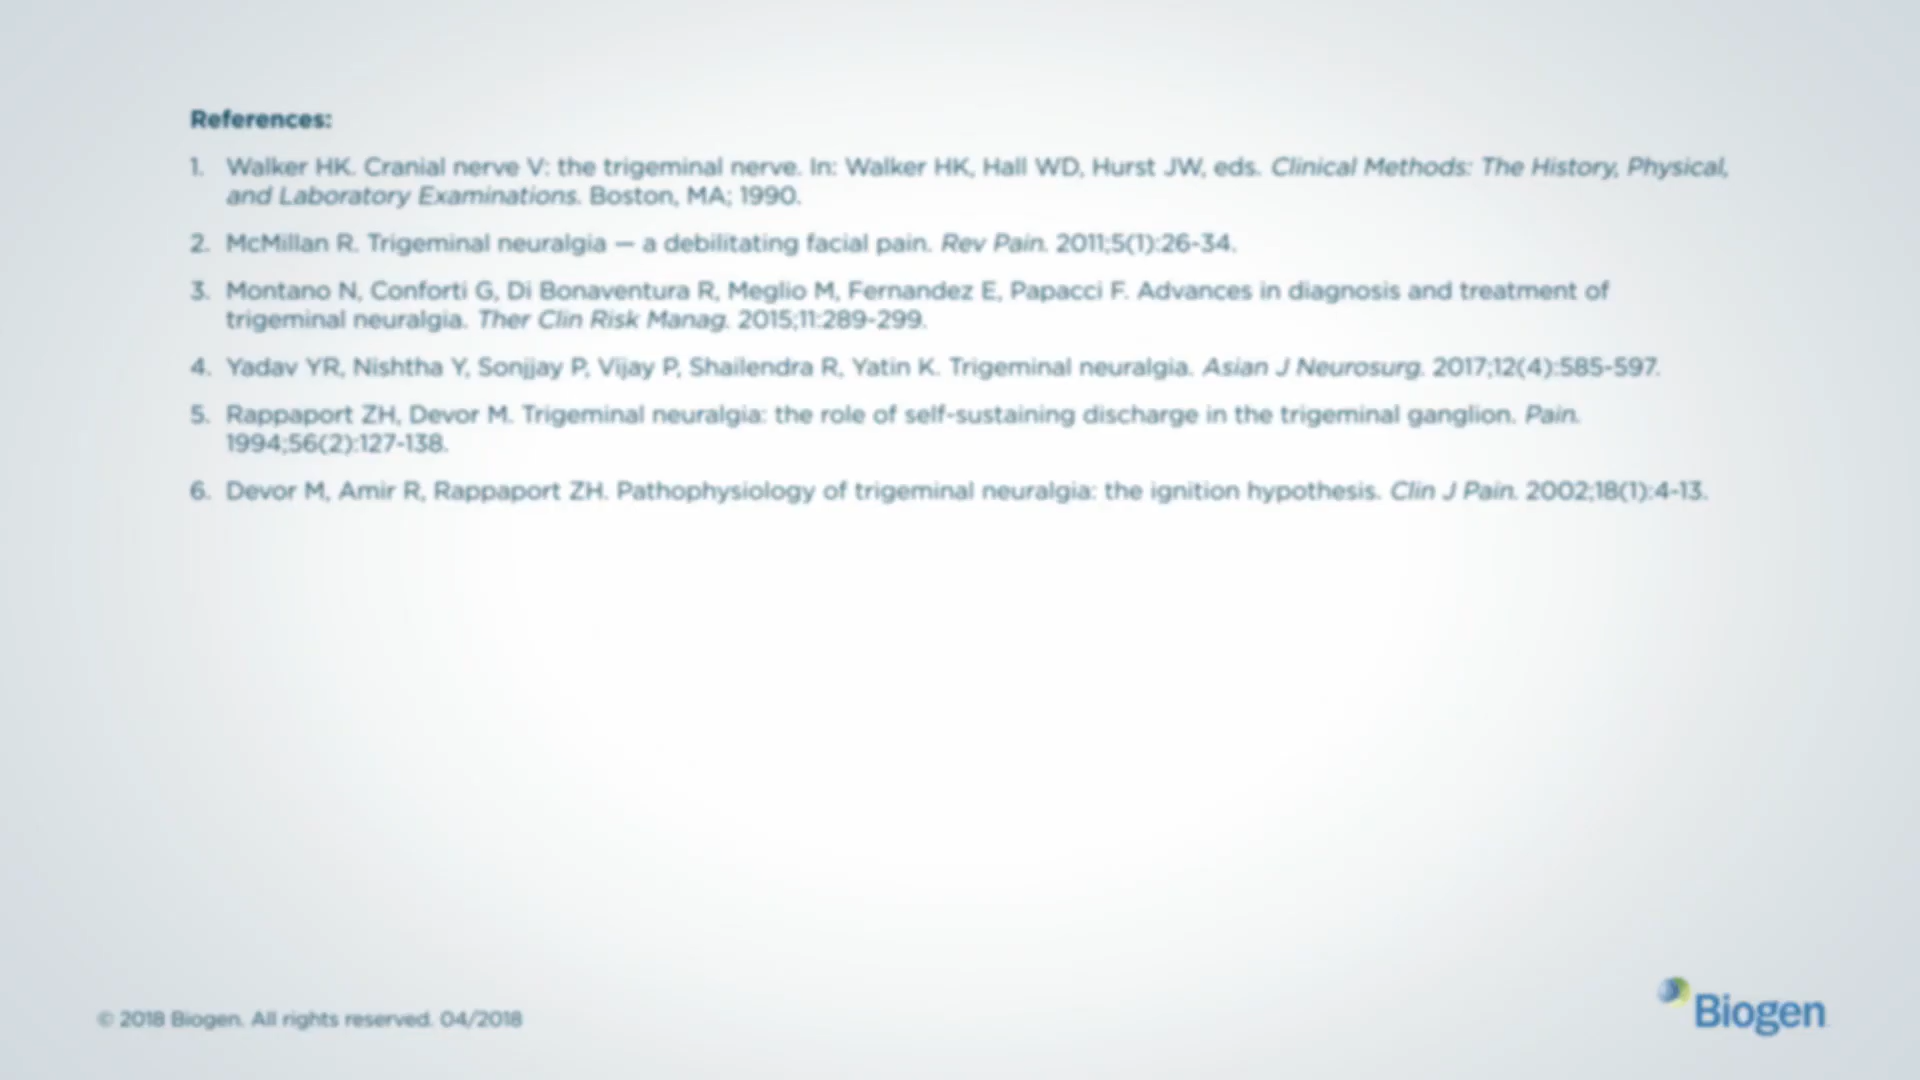 References:
1. Walker HK. Cranial nerve V: the trigeminal nerve. In: Walker HK, Hall WD, Hurst JW, eds. Clinical Methods: The History, Physical,
and Laboratory Examinations. Boston, MA; 1990.
2. McMillan R. Trigeminal neuralgia — a debilitating facial pain. Rev Pain. 2011;5(1):26-34.
3. Montano N, Conforti G, Di Bonaventura R, Meglio M, Fernandez E, Papacci F. Advances in diagnosis and treatment of
trigeminal neuralgia. Ther Clin Risk Manag. 2015;11:289-299.
4. Yadav YR, Nishtha Y, Sonjjay P, Vijay P, Shailendra R, Yatin K. Trigeminal neuralgia. Asian J Neurosurg. 2017;12(4):585-597.
5. Rappaport ZH, Devor M. Trigeminal neuralgia: the role of self-sustaining discharge in the trigeminal ganglion. Pain.
1994;56(2):127-138.
6. Devor M, Amir R, Rappaport ZH. Pathophysiology of trigeminal neuralgia: the ignition hypothesis. Clin J Pain. 2002;18(1):4-13.
© 2018 Biogen. All rights reserved. 04/2018
Biogen